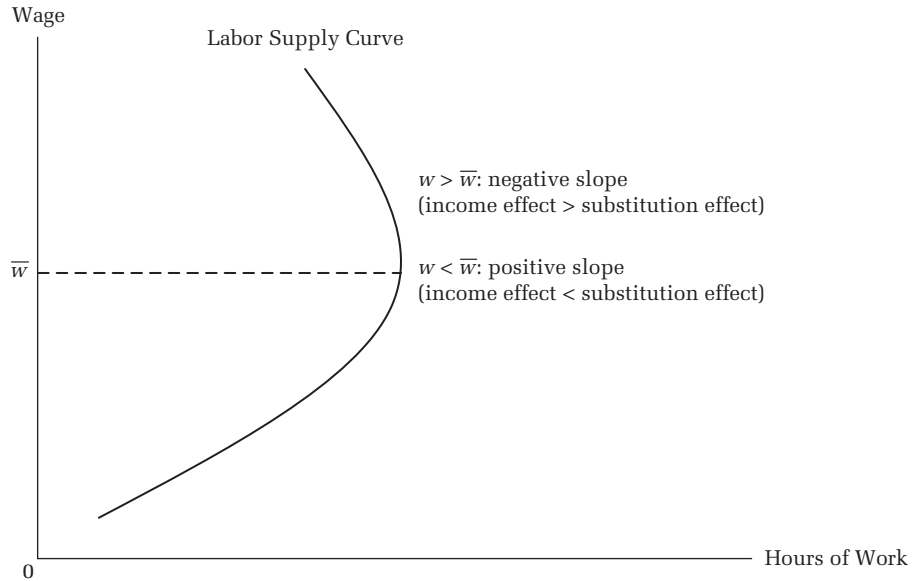 Wage
Labor Supply Curve
w > w̅: negative slope
(income effect > substitution effect)
w̅
w < w̅: positive slope
(income effect < substitution effect)
0
Hours of Work